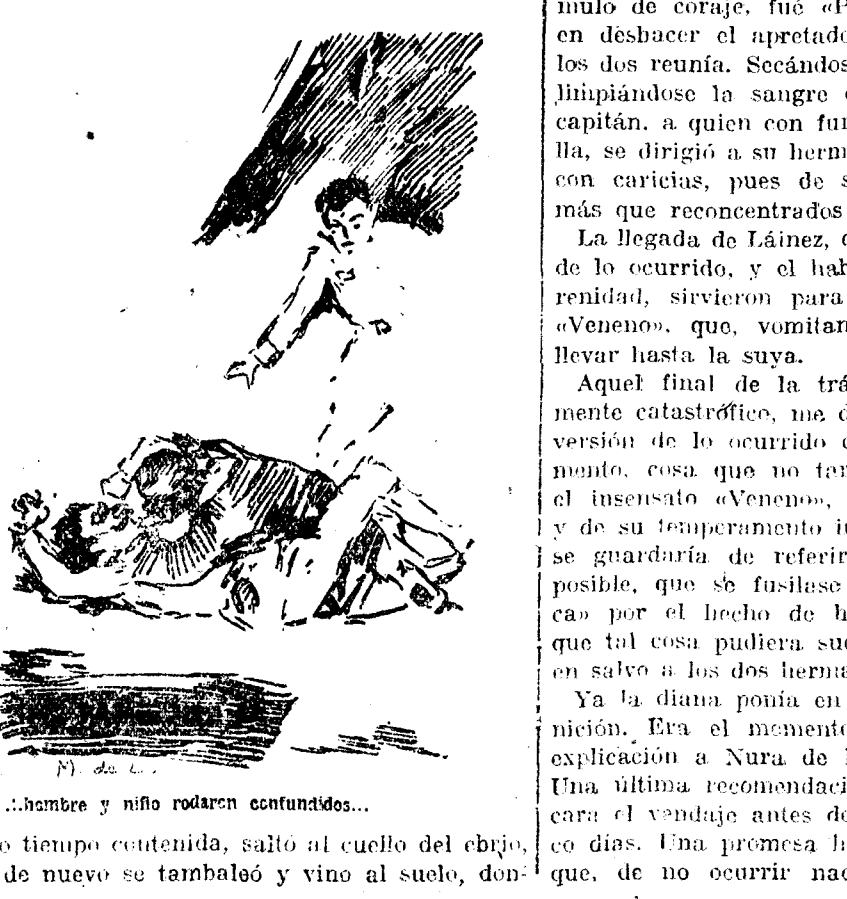 M. de L.
...hombre y niño rodaron confundidos...
o tiempo contenida, saltó al cuello del ebrio,
de nuevo se tambaleó y vino al suelo, don-
mulo de coraje, fué «P
en desbacer el apretado
los dos reunía. Secándos
limpiándose la sangre
capitán. a quien con fur
lla, se dirigió a su herm
con caricias, pues de s
más que reconcentrados
La llegada de Láinez,
de lo ocurrido, y el hab
renidad, sirvieron para
«Veneno», que, vomitan
llevar hasta la suya.
Aquel final de la trá
mente catastrófico, me d
versión de lo ocurrido
mento, cosa que no tar
el insensato «Veneno»,
y de su temperamento i
se guardaría de referir
posible, que se fusilase
ca» por el hecho de h
que tal cosa pudiera su
en salvo a los dos herma
Ya la diana ponía en
nición. Era el momento
explicación a Nura de
Una última recomendaci
cara el vendaje antes d
co días. Una promesa h
que, de no ocurrir nad